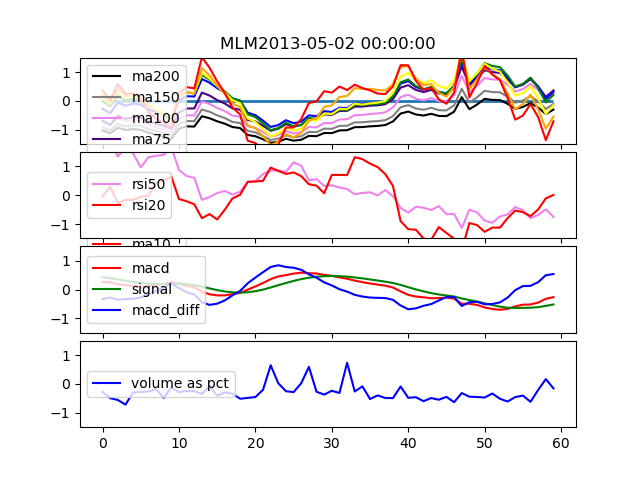 MLM2013-05-02 00:00:00
1
0
−1
ma200
ma150
ma100
ma75
1
0
−1
rsi50
rsi20
ma10
1
0
−1
macd
signal
macd_diff
1
0
−1
volume as pct
0 10 20 30 40 50 60